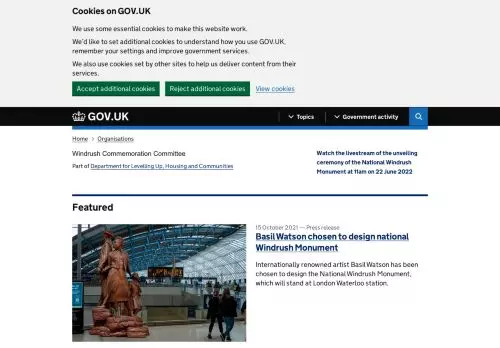 Cookies on GOV.UK
We use some essential cookies to make this website work.
We'd like to set additional cookies to understand how you use GOV.UK,
remember your settings and improve government services.
We also use cookies set by other sites to help us deliver content from their
services.
Accept additional cookies
Reject additional cookies
View cookies
GOV.UK
Topics
Government activity
Home > Organisations
Windrush Commemoration Committee
Part of Department for Levelling Up, Housing and Communities
Watch the livestream of the unveiling
ceremony of the National Windrush
Monument at 11am on 22 June 2022
Featured
15 October 2021 — Press release
Basil Watson chosen to design national
Windrush Monument
Internationally renowned artist Basil Watson has been
chosen to design the National Windrush Monument,
which will stand at London Waterloo station.